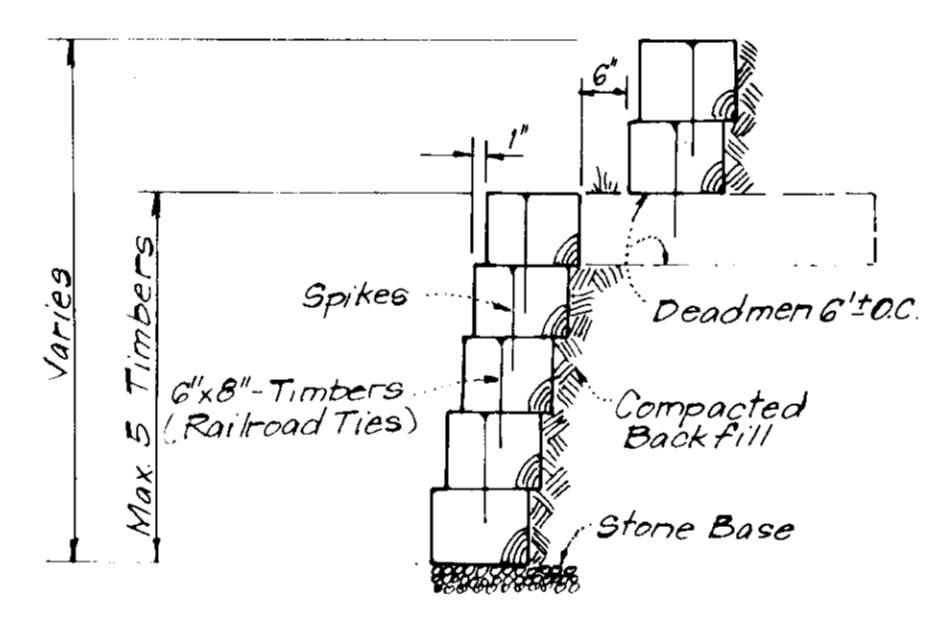 6"
1"
Varies
Max. 5 Timbers
Spikes
Deadmen 6'± O.C.
6"x8"-Timbers
(Railroad Ties)
Compacted
Backfill
Stone Base